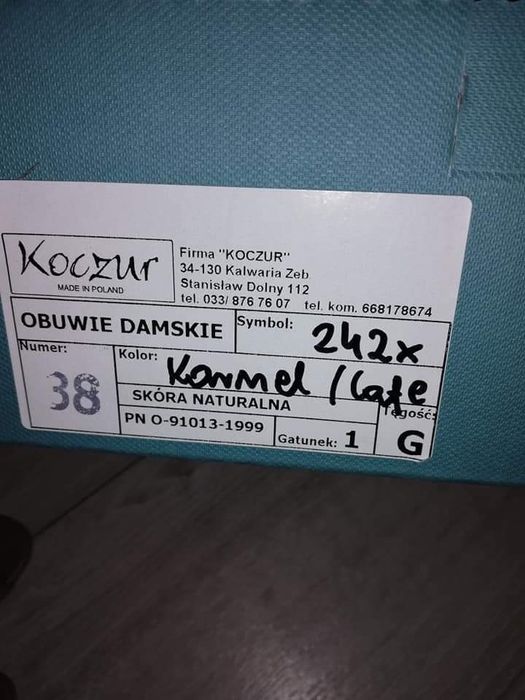 Koczur
MADE IN POLAND
Firma "KOCZUR"
34-130 Kalwaria Zeb
Stanisław Dolny 112
tel. 033/ 876 76 07 tel. kom. 668178674
OBUWIE DAMSKIE
Symbol: 242x
Numer: 38
Kolor: Karmel / Cafe
SKÓRA NATURALNA
PN O-91013-1999
Gatunek: 1
Tęgość: G